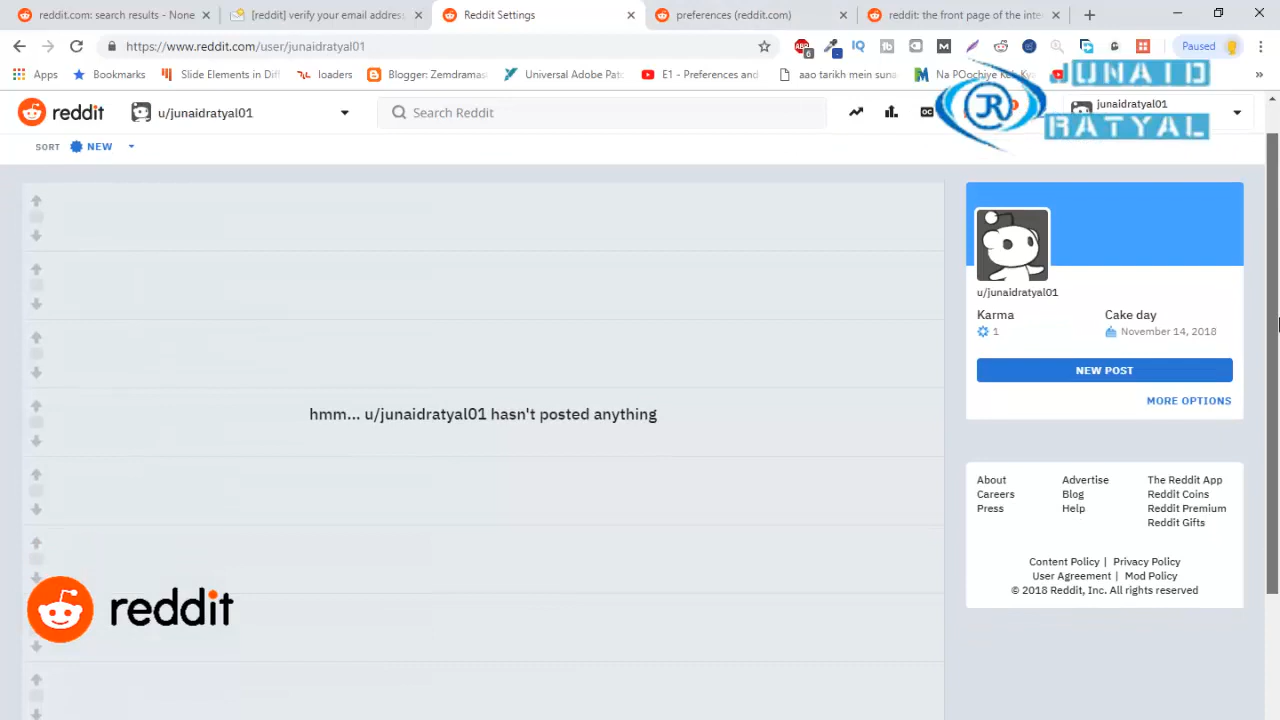 reddit.com: search results - None
[reddit] verify your email address
Reddit Settings
preferences (reddit.com)
reddit: the front page of the inte
https://www.reddit.com/user/junaidratyal01
Paused
Apps
Bookmarks
Slide Elements in Dif
loaders
Blogger: Zemdramas
Universal Adobe Patc
E1 - Preferences and
aao tarikh mein suna
Na POochiye Keh Ky
JUNAID
RATYAL
JR
reddit
u/junaidratyal01
Search Reddit
junaidratyal01
SORT
NEW
hmm... u/junaidratyal01 hasn't posted anything
u/junaidratyal01
Karma
Cake day
1
November 14, 2018
NEW POST
MORE OPTIONS
About
Advertise
The Reddit App
Careers
Blog
Reddit Coins
Press
Help
Reddit Premium
Reddit Gifts
Content Policy | Privacy Policy
User Agreement | Mod Policy
© 2018 Reddit, Inc. All rights reserved
reddit